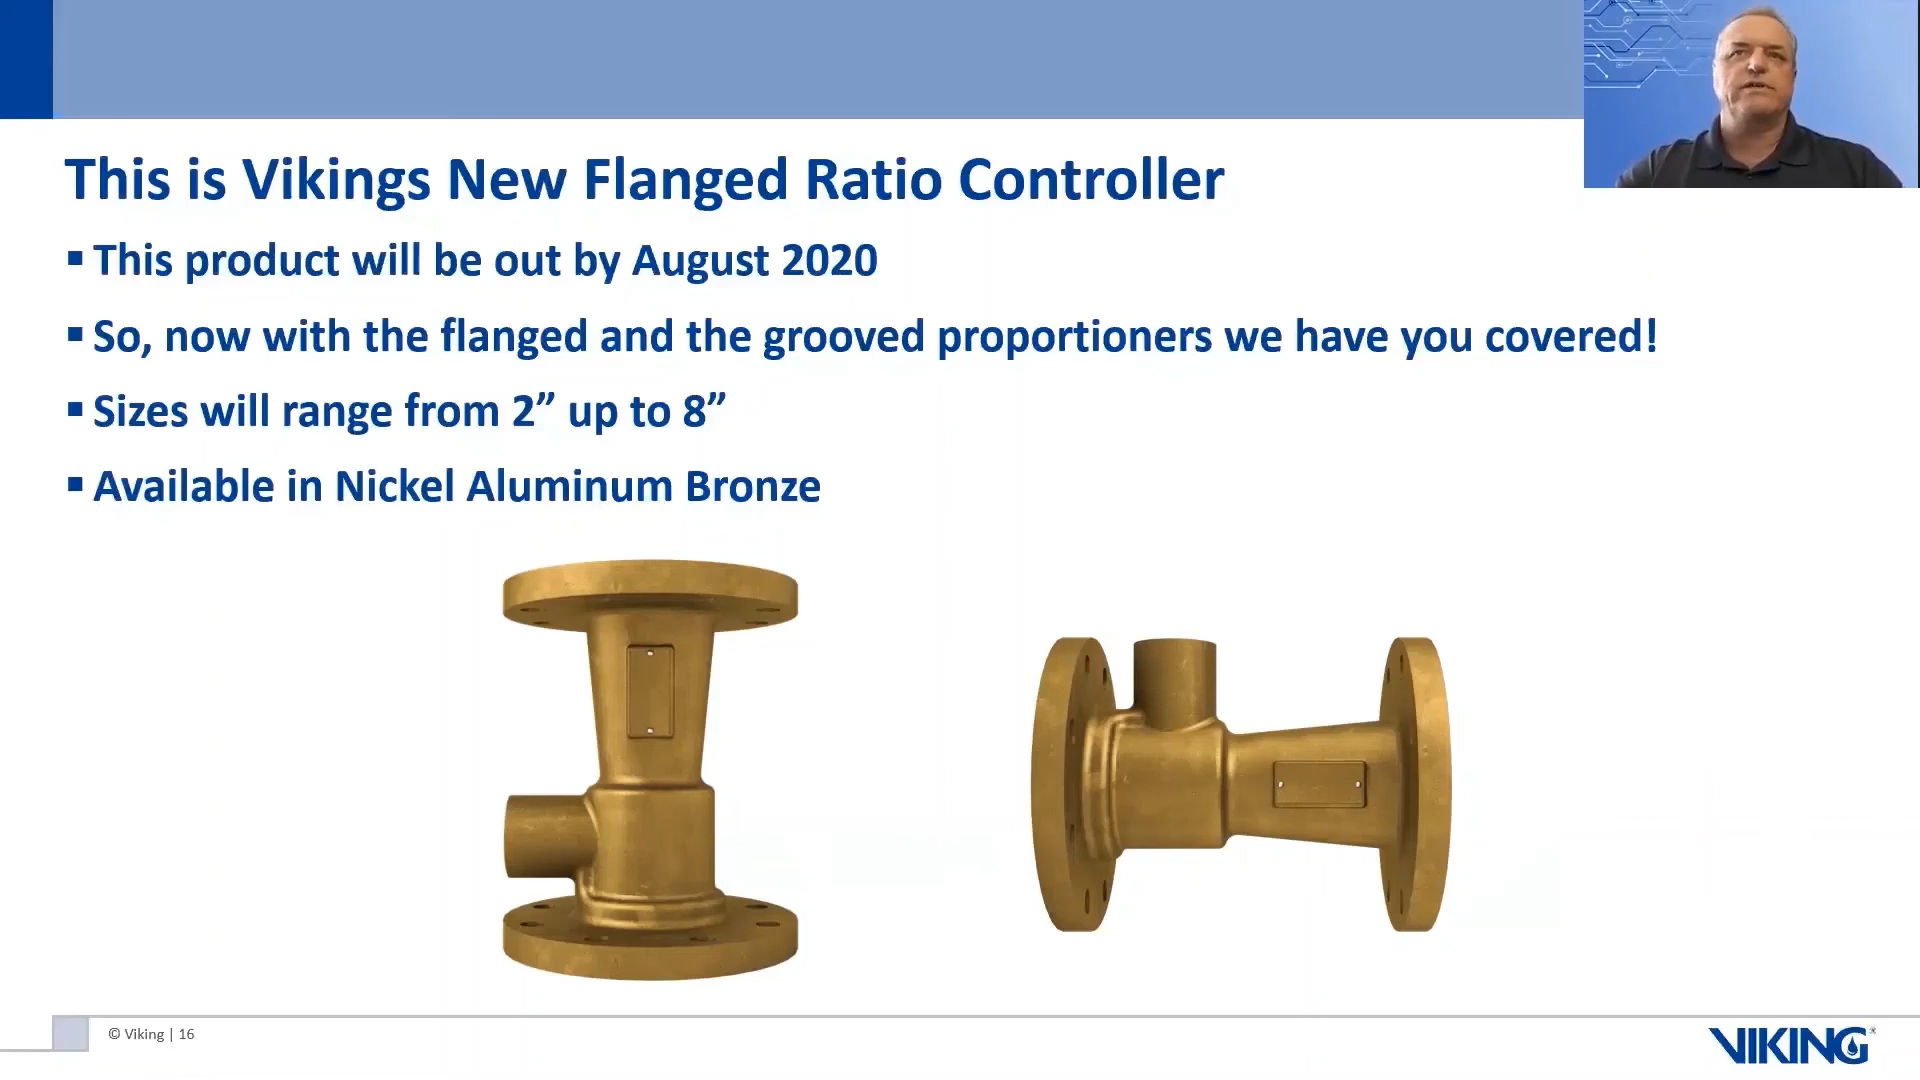 This is Vikings New Flanged Ratio Controller
▪ This product will be out by August 2020
▪ So, now with the flanged and the grooved proportioners we have you covered!
▪ Sizes will range from 2” up to 8”
▪ Available in Nickel Aluminum Bronze
© Viking | 16
VIKING®